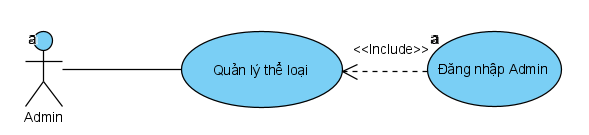 a
a
<<Include>>
Quản lý thể loại
Đăng nhập Admin
Admin